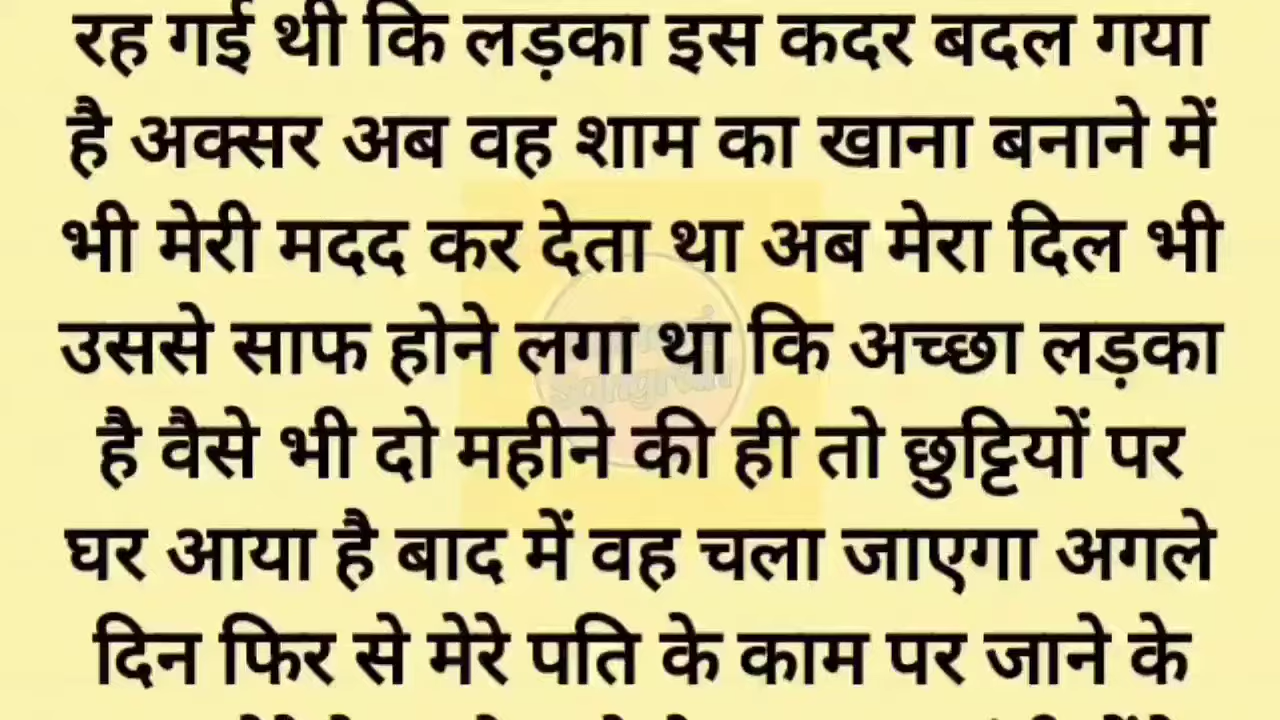 रह गई थी कि लड़का इस कदर बदल गया
है अक्सर अब वह शाम का खाना बनाने में
भी मेरी मदद कर देता था अब मेरा दिल भी
उससे साफ होने लगा था कि अच्छा लड़का
है वैसे भी दो महीने की ही तो छुट्टियों पर
घर आया है बाद में वह चला जाएगा अगले
दिन फिर से मेरे पति के काम पर जाने के